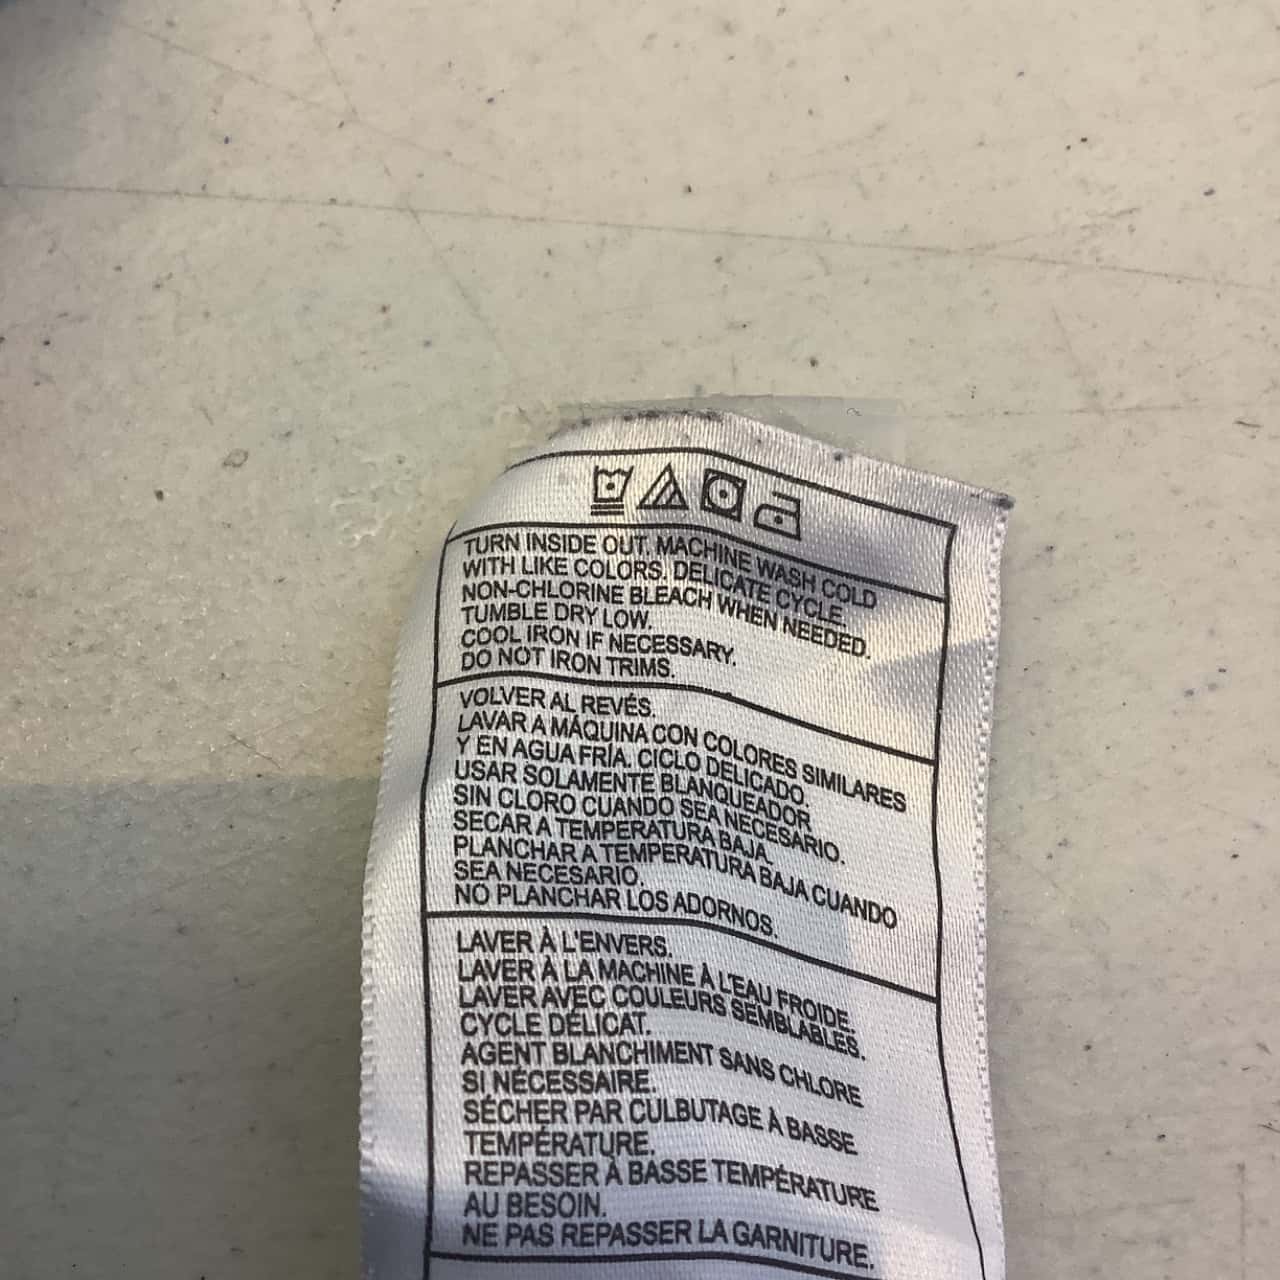 TURN INSIDE OUT. MACHINE WASH COLD
WITH LIKE COLORS. DELICATE CYCLE.
NON-CHLORINE BLEACH WHEN NEEDED.
TUMBLE DRY LOW.
COOL IRON IF NECESSARY.
DO NOT IRON TRIMS.
VOLVER AL REVÉS.
LAVAR A MÁQUINA CON COLORES SIMILARES
Y EN AGUA FRÍA. CICLO DELICADO.
USAR SOLAMENTE BLANQUEADOR
SIN CLORO CUANDO SEA NECESARIO.
SECAR A TEMPERATURA BAJA.
PLANCHAR A TEMPERATURA BAJA CUANDO
SEA NECESARIO.
NO PLANCHAR LOS ADORNOS.
LAVER À L'ENVERS.
LAVER À LA MACHINE À L'EAU FROIDE.
LAVER AVEC COULEURS SEMBLABLES.
CYCLE DÉLICAT.
AGENT BLANCHIMENT SANS CHLORE
SI NÉCESSAIRE.
SÉCHER PAR CULBUTAGE À BASSE
TEMPÉRATURE.
REPASSER À BASSE TEMPÉRATURE
AU BESOIN.
NE PAS REPASSER LA GARNITURE.